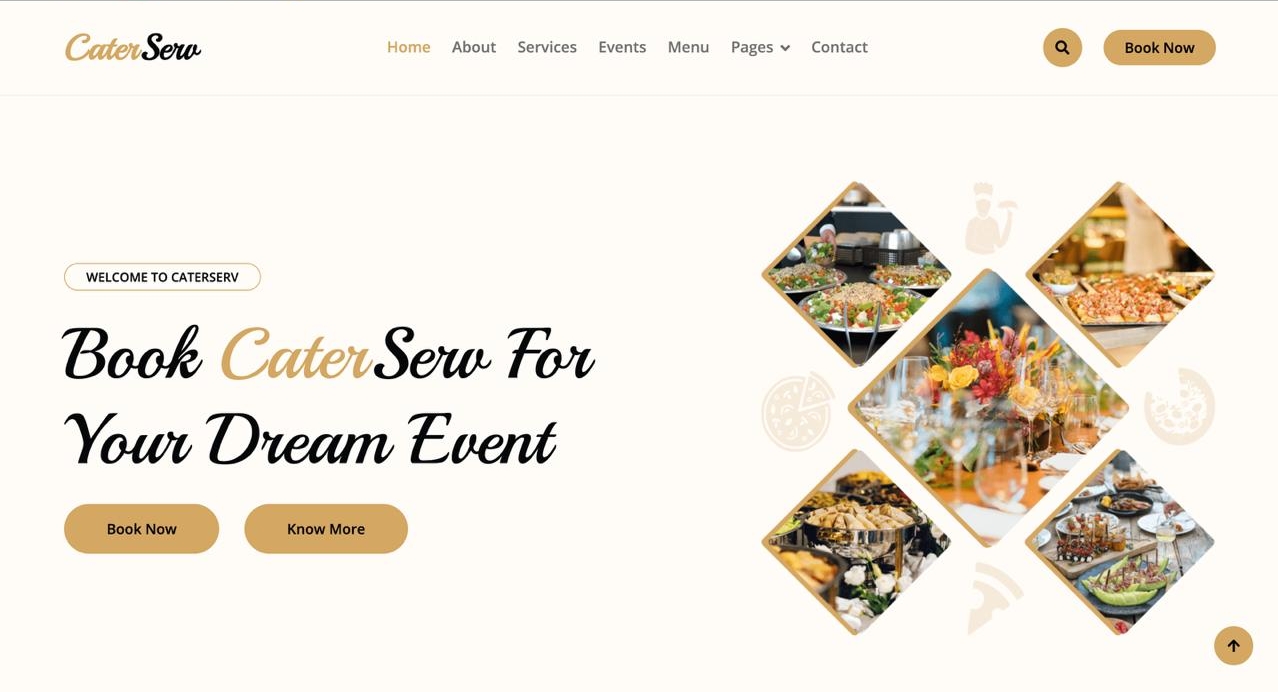 CaterServ
Home About Services Events Menu Pages Contact
Book Now
WELCOME TO CATERSERV
Book CaterServ For
Your Dream Event
Book Now Know More